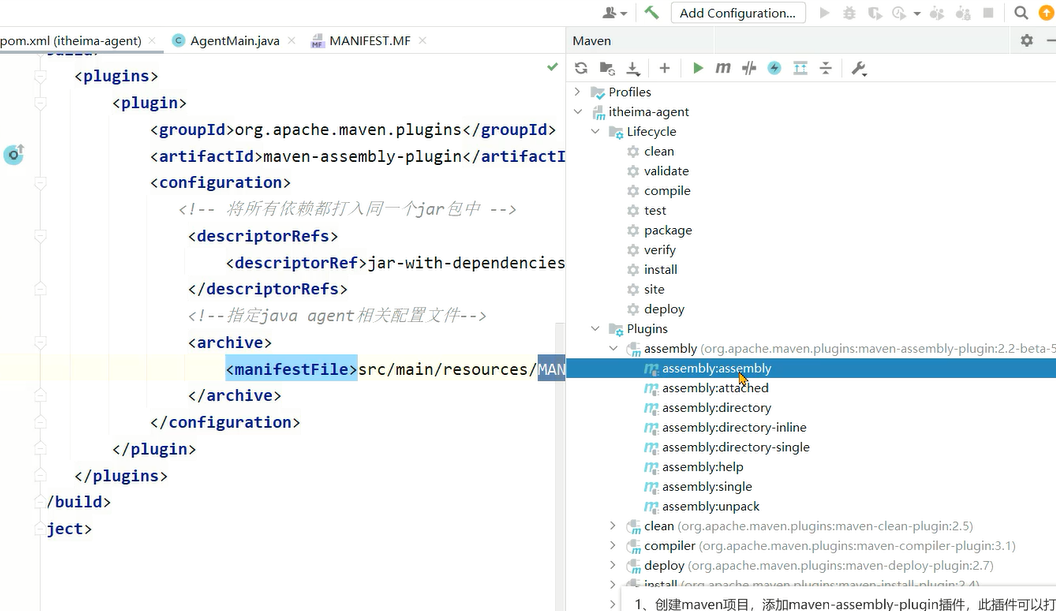 Add Configuration...
pom.xml (itheima-agent)
AgentMain.java
MANIFEST.MF
Maven
<plugins>
<plugin>
<groupId>org.apache.maven.plugins</groupId>
<artifactId>maven-assembly-plugin</artifactI
<configuration>
<!-- 将所有依赖都打入同一个jar包中 -->
<descriptorRefs>
<descriptorRef>jar-with-dependencies
</descriptorRefs>
<!--指定java agent相关配置文件-->
<archive>
<manifestFile>src/main/resources/MAN
</archive>
</configuration>
</plugin>
</plugins>
/build>
ject>
Profiles
itheima-agent
Lifecycle
clean
validate
compile
test
package
verify
install
site
deploy
Plugins
assembly (org.apache.maven.plugins:maven-assembly-plugin:2.2-beta-5
assembly:assembly
assembly:attached
assembly:directory
assembly:directory-inline
assembly:directory-single
assembly:help
assembly:single
assembly:unpack
clean (org.apache.maven.plugins:maven-clean-plugin:2.5)
compiler (org.apache.maven.plugins:maven-compiler-plugin:3.1)
deploy (org.apache.maven.plugins:maven-deploy-plugin:2.7)
install (org.apache.maven.plugins:maven-install-plugin:2.4)
1、创建maven项目，添加maven-assembly-plugin插件，此插件可以打